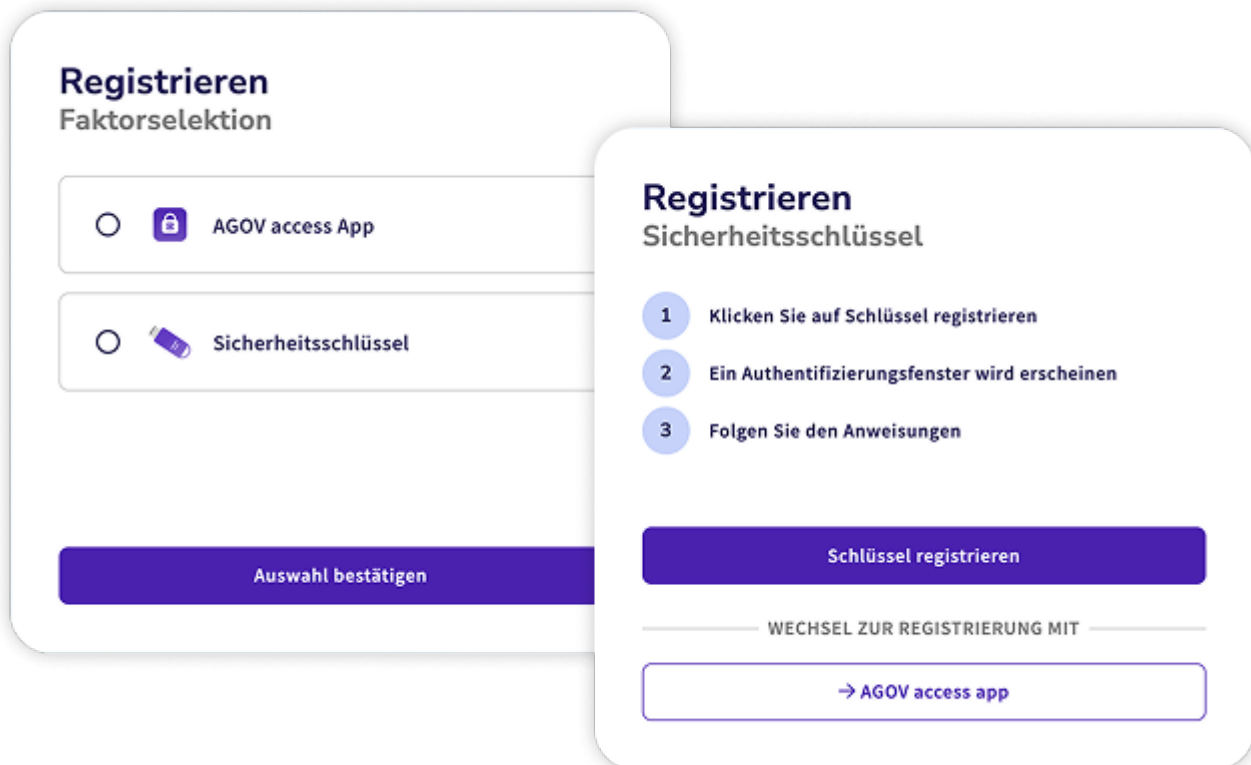 Registrieren
Faktorselektion
AGOV access App
Sicherheitsschlüssel
Auswahl bestätigen
Registrieren
Sicherheitsschlüssel
1 Klicken Sie auf Schlüssel registrieren
2 Ein Authentifizierungsfenster wird erscheinen
3 Folgen Sie den Anweisungen
Schlüssel registrieren
WECHSEL ZUR REGISTRIERUNG MIT
→ AGOV access app